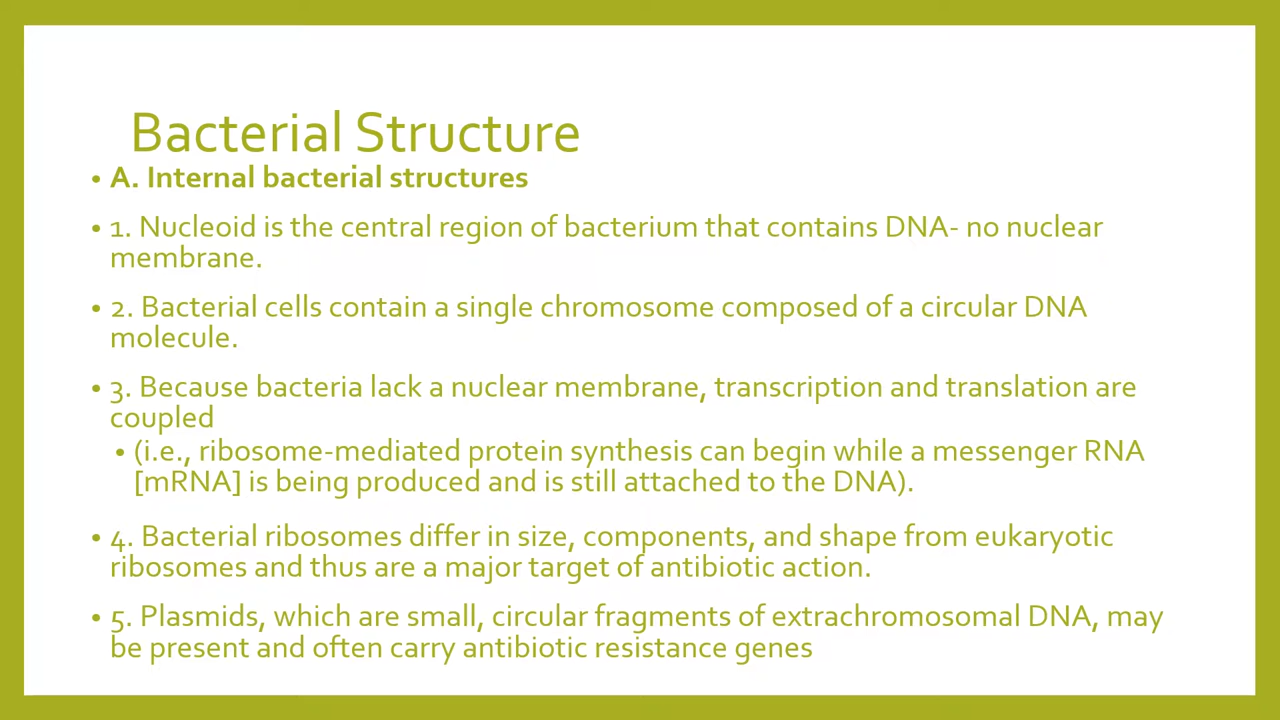 Bacterial Structure
• A. Internal bacterial structures
• 1. Nucleoid is the central region of bacterium that contains DNA- no nuclear
membrane.
• 2. Bacterial cells contain a single chromosome composed of a circular DNA
molecule.
• 3. Because bacteria lack a nuclear membrane, transcription and translation are
coupled
• (i.e., ribosome-mediated protein synthesis can begin while a messenger RNA
[mRNA] is being produced and is still attached to the DNA).
• 4. Bacterial ribosomes differ in size, components, and shape from eukaryotic
ribosomes and thus are a major target of antibiotic action.
• 5. Plasmids, which are small, circular fragments of extrachromosomal DNA, may
be present and often carry antibiotic resistance genes